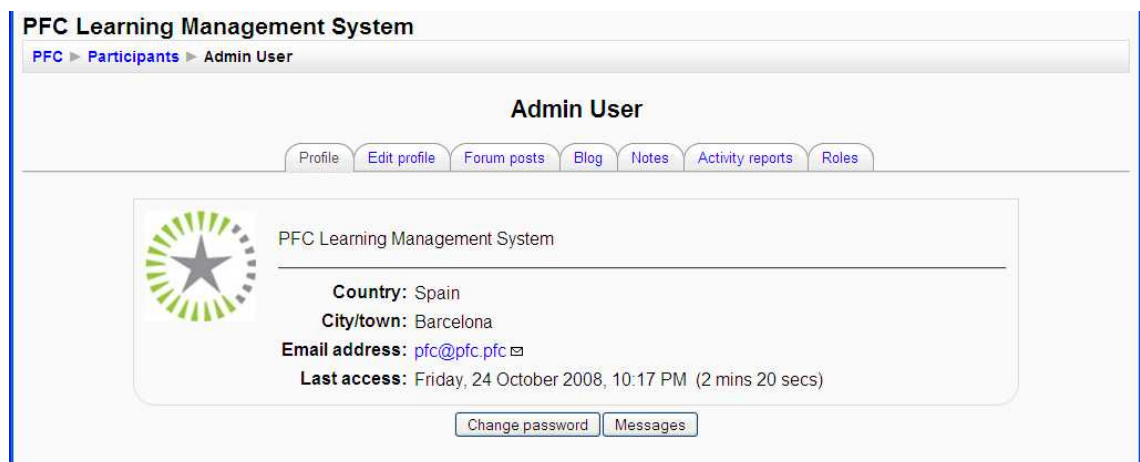 PFC Learning Management System
PFC ► Participants ► Admin User
Admin User
Profile Edit profile Forum posts Blog Notes Activity reports Roles
PFC Learning Management System
Country: Spain
City/town: Barcelona
Email address: pfc@pfc.pfc
Last access: Friday, 24 October 2008, 10:17 PM (2 mins 20 secs)
Change password Messages